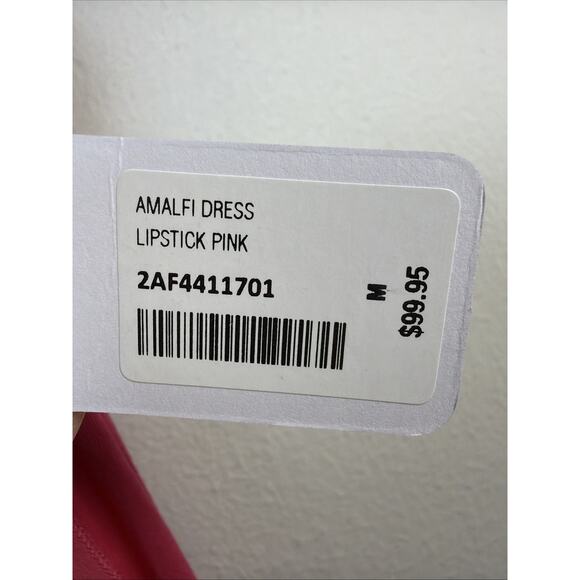 AMALFI DRESS
LIPSTICK PINK
2AF4411701
M
$99.95